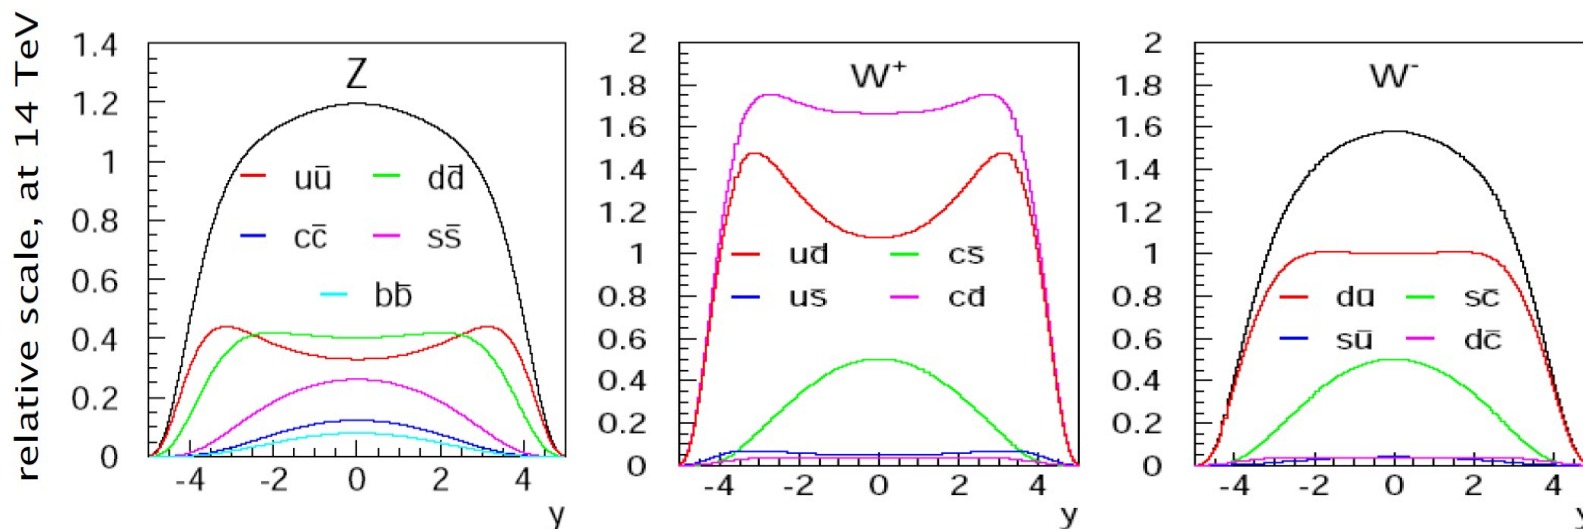 relative scale, at 14 TeV
Z
1.4
1.2
1
0.8
0.6
0.4
0.2
0
uū dd̄
cc̄ ss̄
bb̄
-4 -2 0 2 4
y
W⁺
2
1.8
1.6
1.4
1.2
1
0.8
0.6
0.4
0.2
0
ud̄ cs̄
us̄ cd̄
-4 -2 0 2 4
y
W⁻
2
1.8
1.6
1.4
1.2
1
0.8
0.6
0.4
0.2
0
dū sc̄
sū dc̄
-4 -2 0 2 4
y